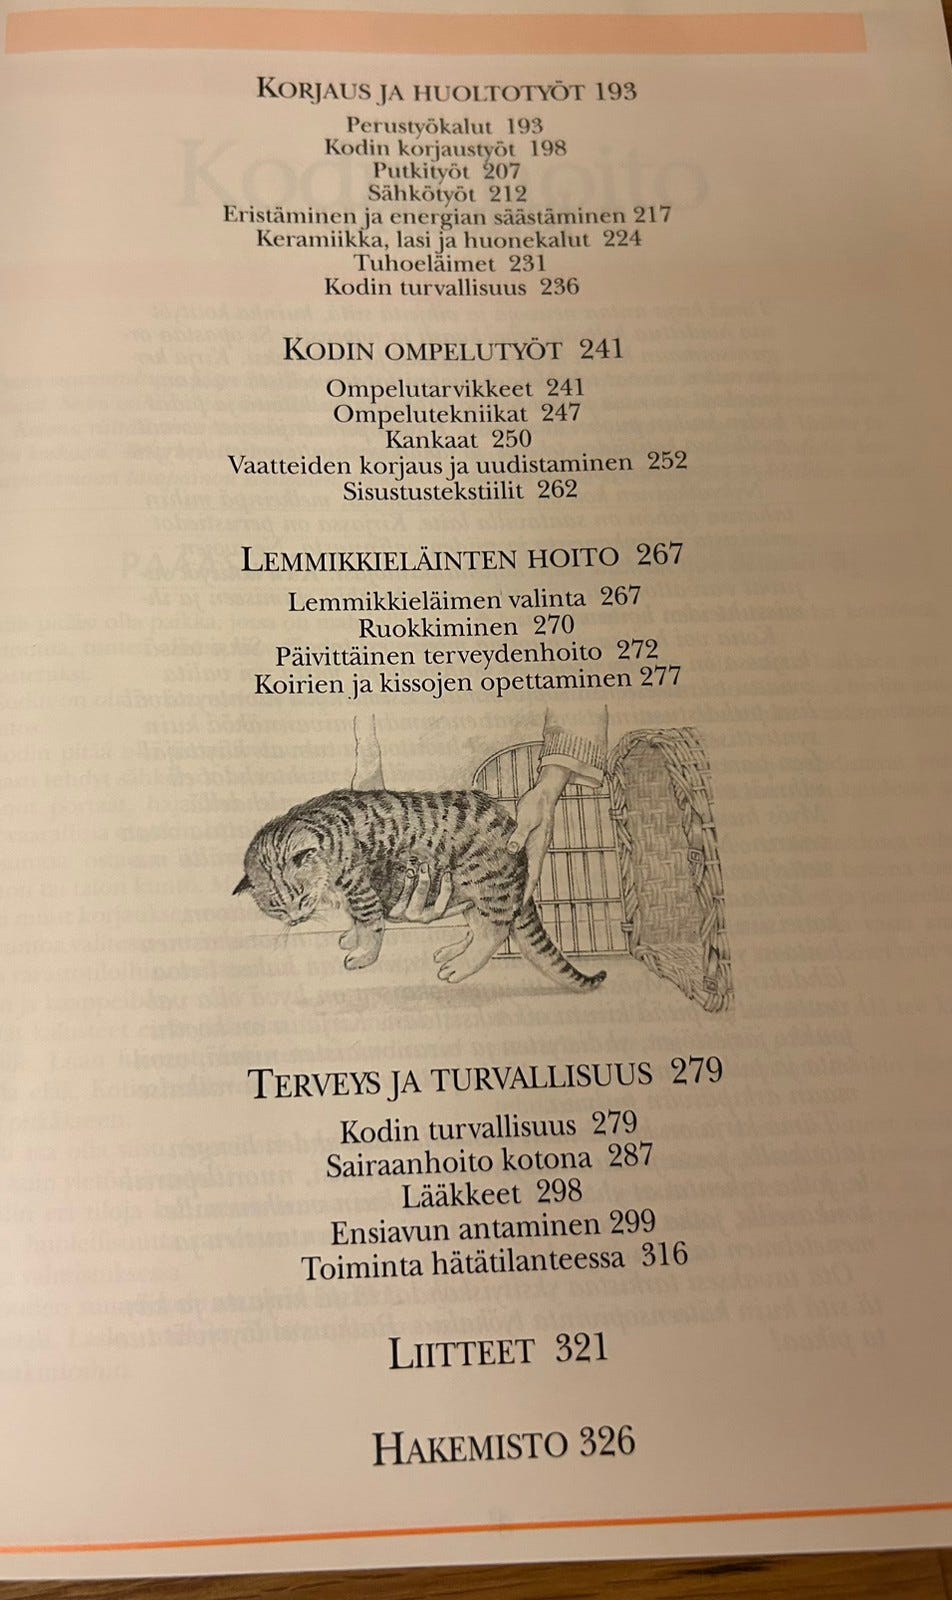 KORJAUS JA HUOLTOTYÖT 193
Perustyökalut 193
Kodin korjaustyöt 198
Putkityöt 207
Sähkötyöt 212
Eristäminen ja energian säästäminen 217
Keramiikka, lasi ja huonekalut 224
Tuhoeläimet 231
Kodin turvallisuus 236
KODIN OMPELUTYÖT 241
Ompelutarvikkeet 241
Ompelutekniikat 247
Kankaat 250
Vaatteiden korjaus ja uudistaminen 252
Sisustustekstiilit 262
LEMMIKKIELÄINTEN HOITO 267
Lemmikkieläimen valinta 267
Ruokkiminen 270
Päivittäinen terveydenhoito 272
Koirien ja kissojen opettaminen 277
TERVEYS JA TURVALLISUUS 279
Kodin turvallisuus 279
Sairaanhoito kotona 287
Lääkkeet 298
Ensiavun antaminen 299
Toiminta hätätilanteessa 316
LIITTEET 321
HAKEMISTO 326